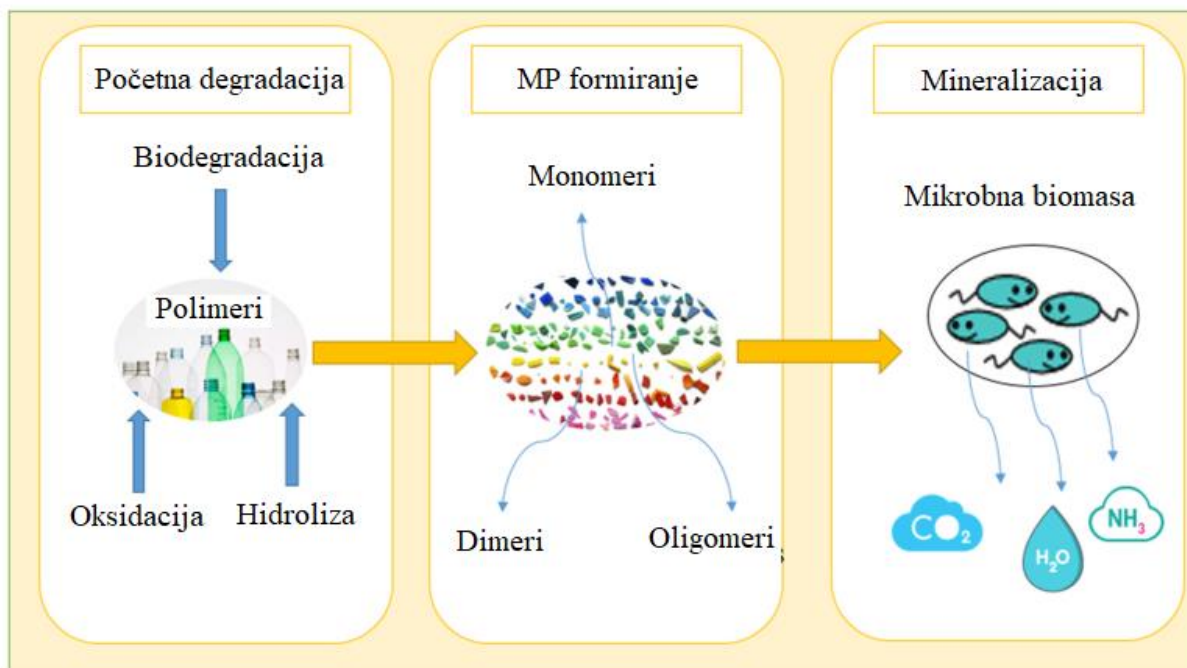 Početna degradacija
Biodegradacija
Polimeri
Oksidacija
Hidroliza
MP formiranje
Monomeri
Dimeri
Oligomeri
s
Mineralizacija
Mikrobna biomasa
CO2
H2O
NH3